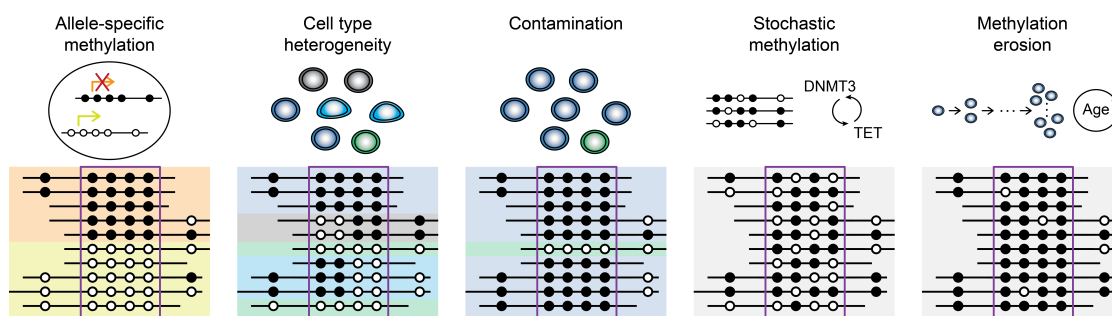 Allele-specific
methylation
Cell type
heterogeneity
Contamination
Stochastic
methylation
DNMT3
TET
Methylation
erosion
Age